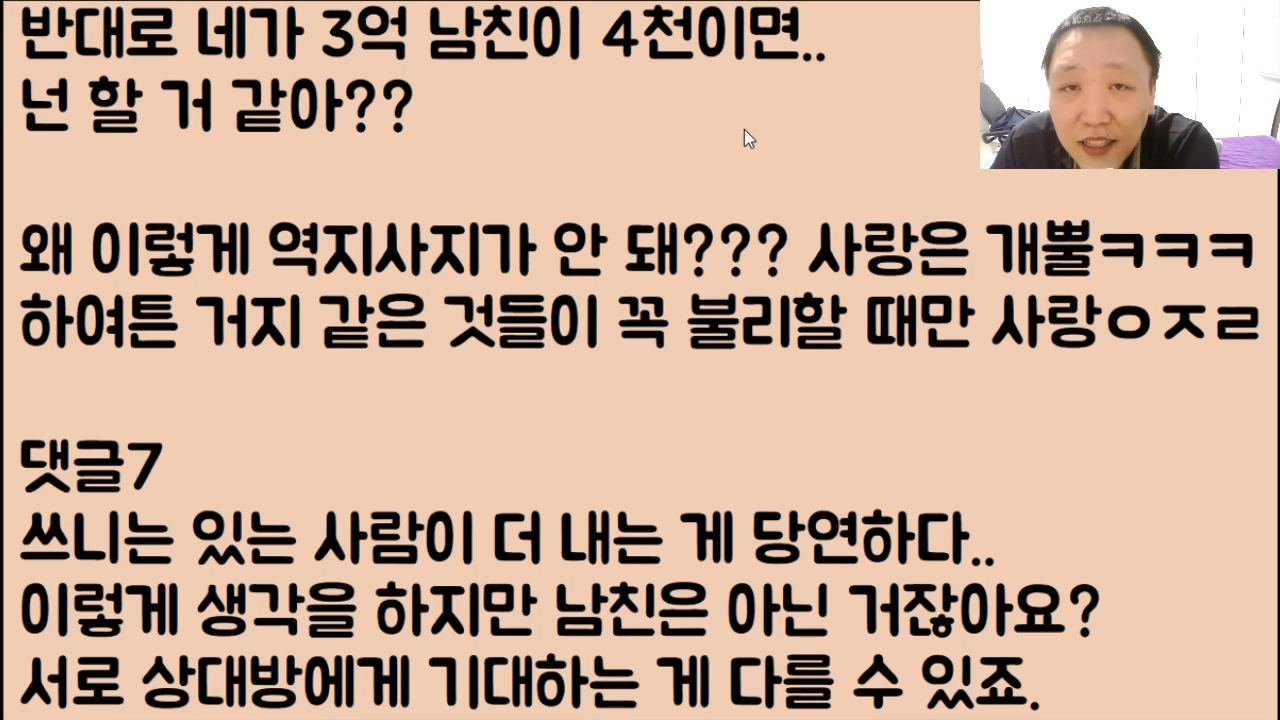 반대로 네가 3억 남친이 4천이면..
넌 할 거 같아??
왜 이렇게 역지사지가 안 돼??? 사랑은 개뿔ㅋㅋㅋ
하여튼 거지 같은 것들이 꼭 불리할 때만 사랑ㅇㅈㄹ
댓글7
쓰니는 있는 사람이 더 내는 게 당연하다..
이렇게 생각을 하지만 남친은 아닌 거잖아요?
서로 상대방에게 기대하는 게 다를 수 있죠.